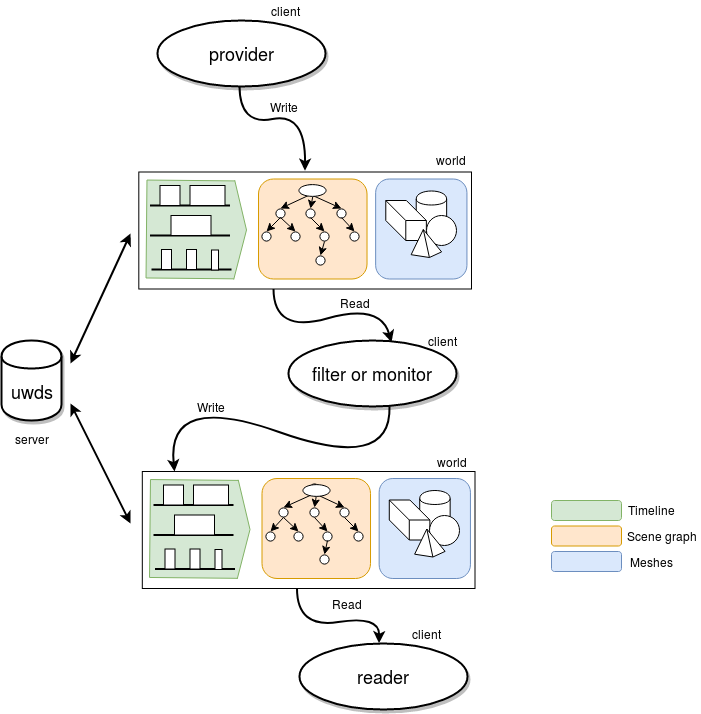 client
provider
Write
world
Read
client
filter or monitor
uwds
server
Write
world
Timeline
Scene graph
Meshes
Read
client
reader